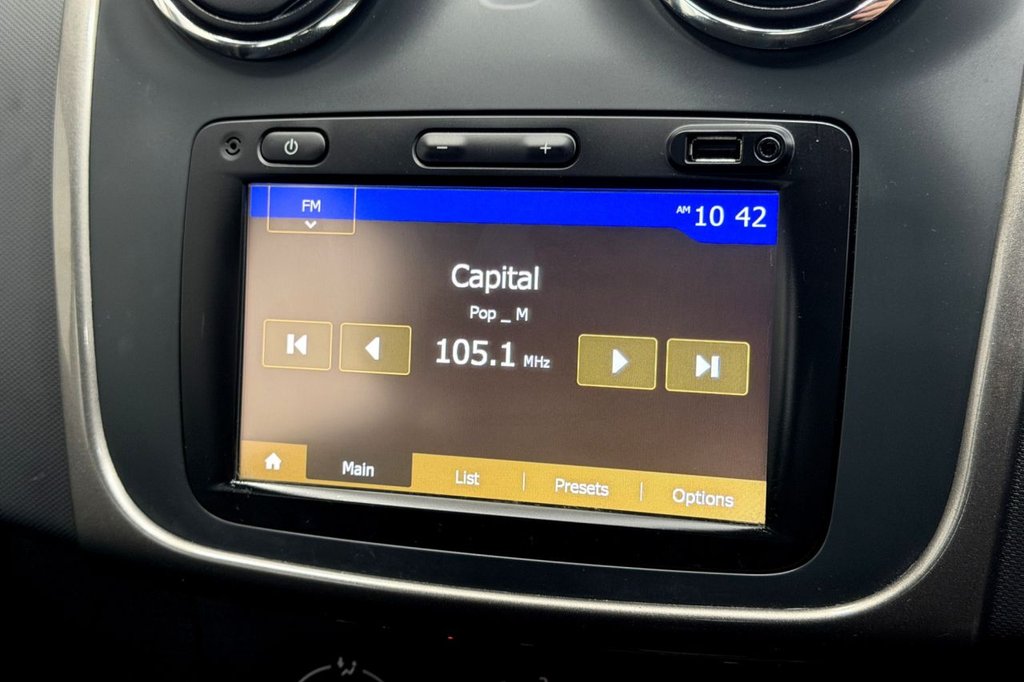 − +
FM
AM 10 42
Capital
Pop _ M
105.1 MHz
Main List Presets Options